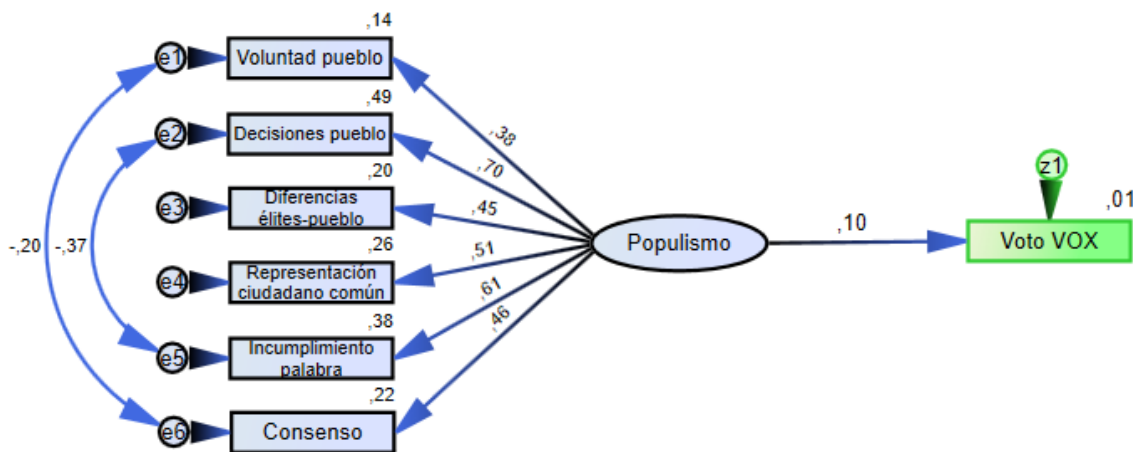 ,14
e1
Voluntad pueblo
,49
e2
Decisiones pueblo
,20
e3
Diferencias
élites-pueblo
,26
e4
Representación
ciudadano común
,38
e5
Incumplimiento
palabra
,22
e6
Consenso
-,20
-,37
,38
,70
,45
,51
,61
,46
Populismo
,10
z1
,01
Voto VOX